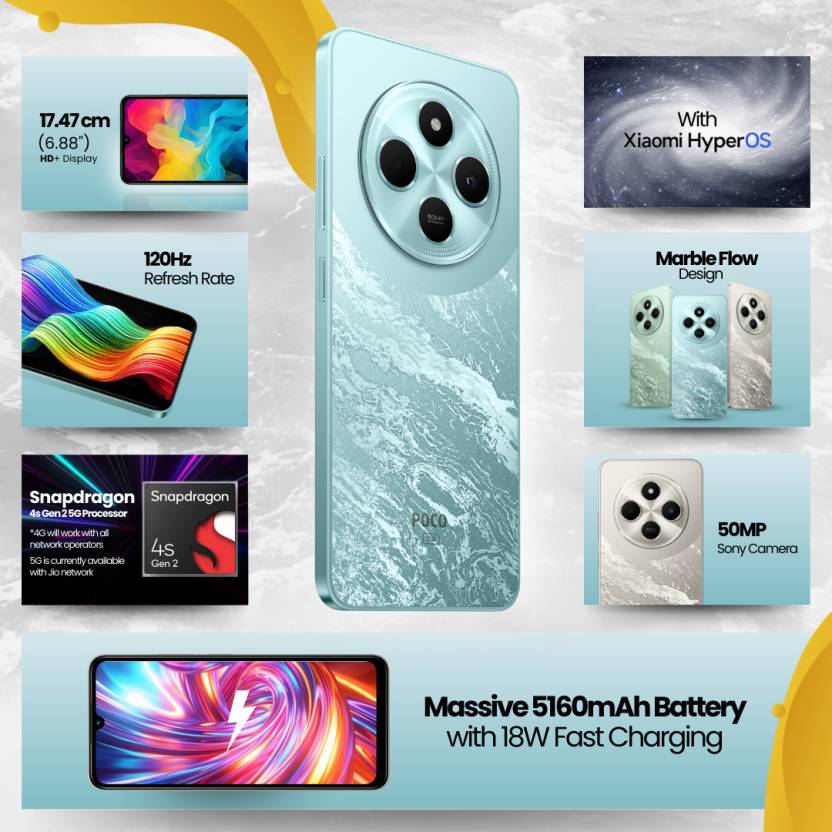 17.47 cm
(6.88")
HD+ Display
120Hz
Refresh Rate
Snapdragon
4s Gen 2 5G Processor
*4G will work with all
network operators
5G is currently available
with Jio network
Snapdragon
4s
Gen 2
50MP
POCO
5G
With
Xiaomi HyperOS
Marble Flow
Design
50MP
Sony Camera
Massive 5160mAh Battery
with 18W Fast Charging